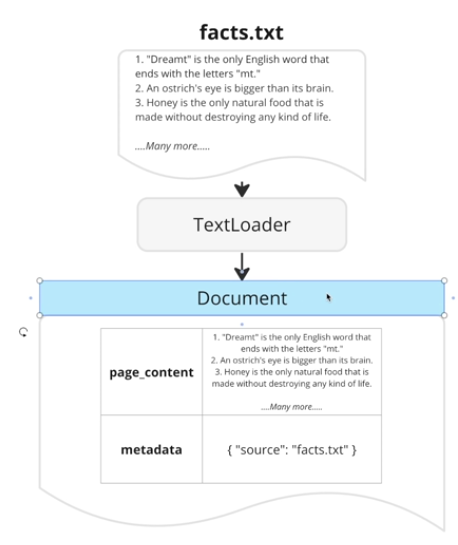 facts.txt
1. "Dreamt" is the only English word that
ends with the letters "mt."
2. An ostrich's eye is bigger than its brain.
3. Honey is the only natural food that is
made without destroying any kind of life.
....Many more.....
TextLoader
Document
page_content
1. "Dreamt" is the only English word that
ends with the letters "mt."
2. An ostrich's eye is bigger than its brain.
3. Honey is the only natural food that is
made without destroying any kind of life.
....Many more.....
metadata
{ "source": "facts.txt" }